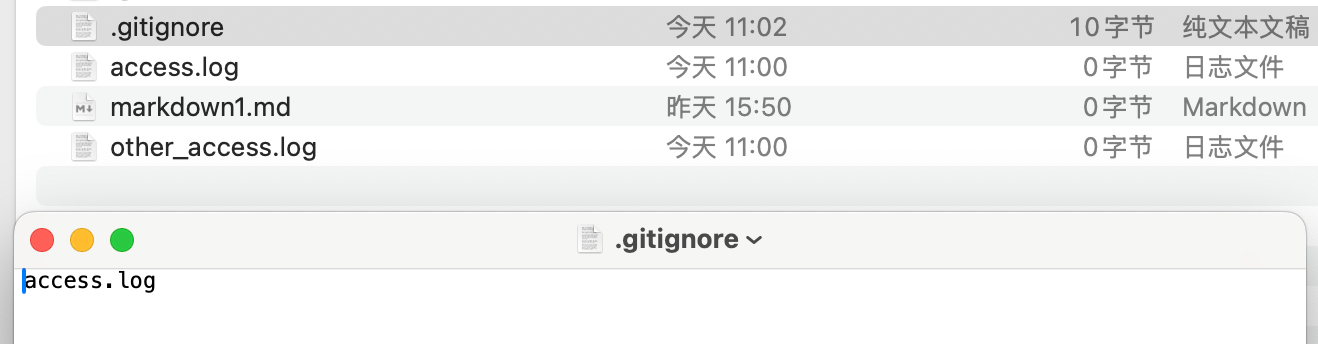 .gitignore 今天 11:02 10字节 纯文本文稿
access.log 今天 11:00 0字节 日志文件
markdown1.md 昨天 15:50 0字节 Markdown
other_access.log 今天 11:00 0字节 日志文件
.gitignore
access.log